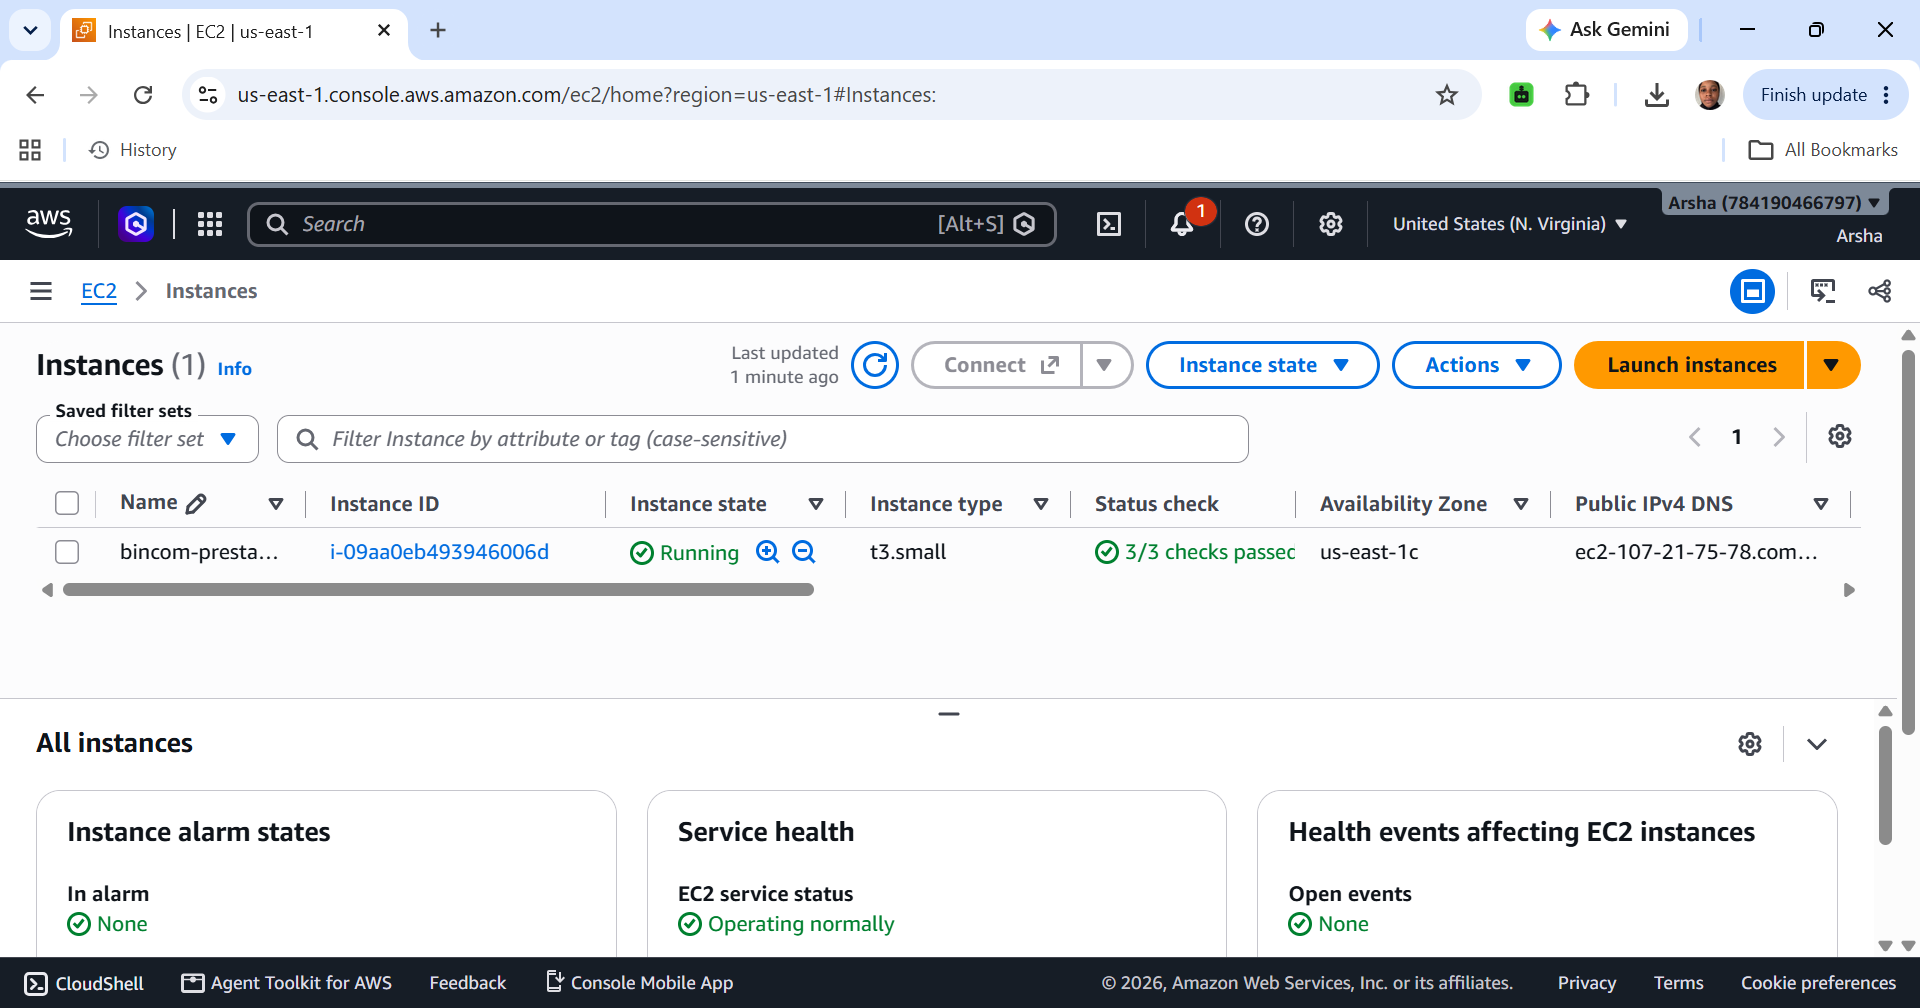 Instances | EC2 | us-east-1
Ask Gemini
us-east-1.console.aws.amazon.com/ec2/home?region=us-east-1#Instances:
Finish update
History
All Bookmarks
aws
Search
[Alt+S]
1
United States (N. Virginia)
Arsha (784190466797)
Arsha
EC2
Instances
Instances (1) Info
Last updated
1 minute ago
Connect
Instance state
Actions
Launch instances
Saved filter sets
Choose filter set
Filter Instance by attribute or tag (case-sensitive)
1
Name
Instance ID
Instance state
Instance type
Status check
Availability Zone
Public IPv4 DNS
bincom-presta...
i-09aa0eb493946006d
Running
t3.small
3/3 checks passed
us-east-1c
ec2-107-21-75-78.com...
All instances
Instance alarm states
In alarm
None
Service health
EC2 service status
Operating normally
Health events affecting EC2 instances
Open events
None
CloudShell
Agent Toolkit for AWS
Feedback
Console Mobile App
© 2026, Amazon Web Services, Inc. or its affiliates.
Privacy
Terms
Cookie preferences